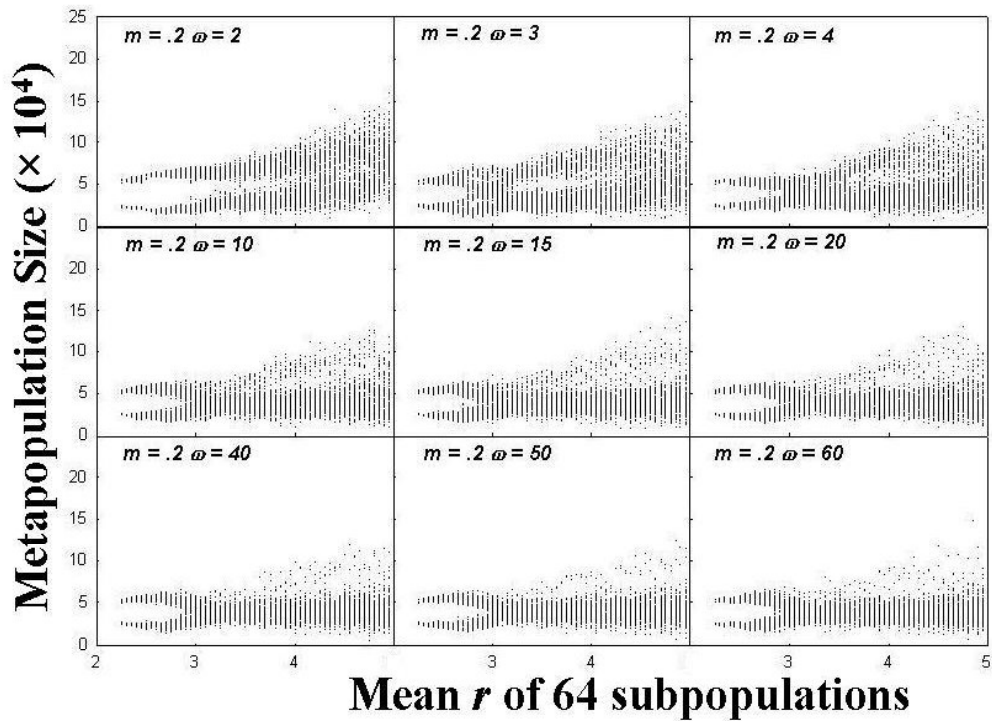 Metapopulation Size (× 10⁴)
25
20
15
10
5
0
m = .2 ω = 2
m = .2 ω = 3
m = .2 ω = 4
20
15
10
5
0
m = .2 ω = 10
m = .2 ω = 15
m = .2 ω = 20
20
15
10
5
0
m = .2 ω = 40
m = .2 ω = 50
m = .2 ω = 60
2 3 4 3 4 3 4 5
Mean r of 64 subpopulations